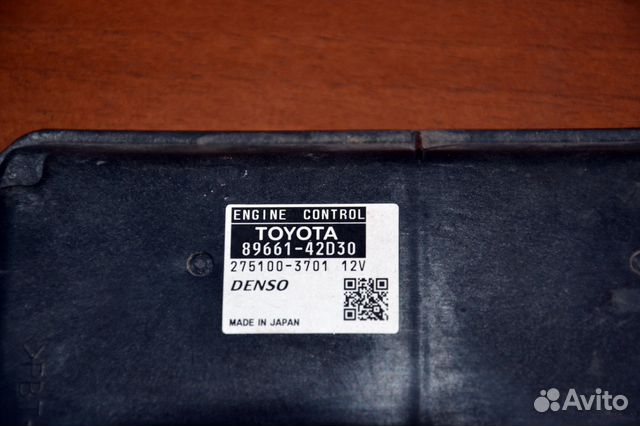 ENGINE CONTROL
TOYOTA
89661-42D30
275100-3701 12V
DENSO
MADE IN JAPAN
Avito